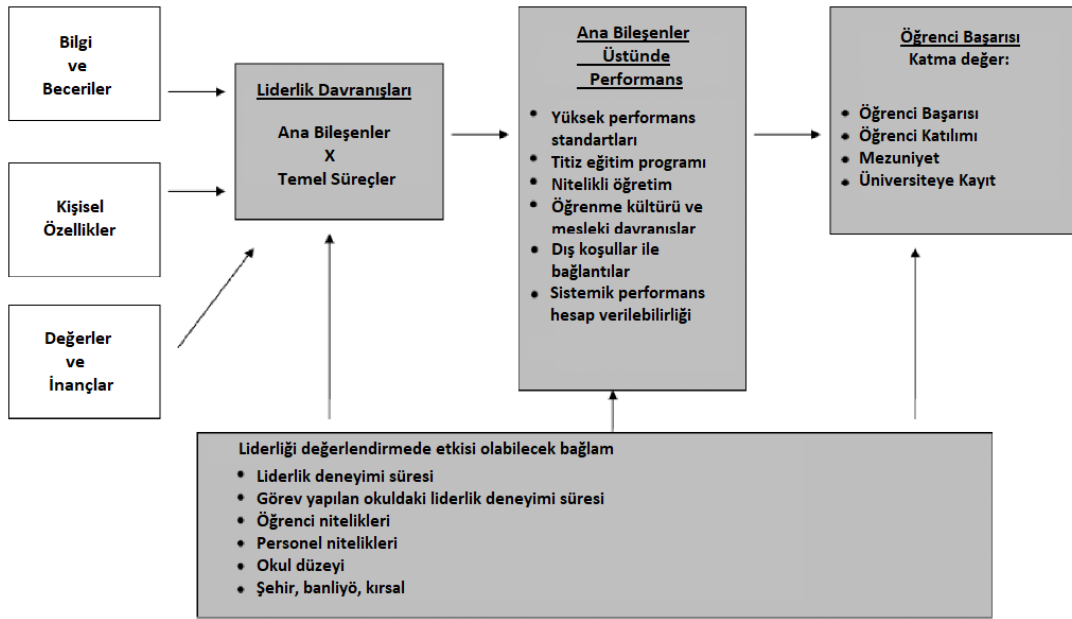 Bilgi
ve
Beceriler
Kişisel
Özellikler
Değerler
ve
İnançlar
Liderlik Davranışları
Ana Bileşenler
X
Temel Süreçler
Ana Bileşenler
Üstünde
Performans
• Yüksek performans
standartları
• Titiz eğitim programı
• Nitelikli öğretim
• Öğrenme kültürü ve
mesleki davranışlar
• Dış koşullar ile
bağlantılar
• Sistemik performans
hesap verilebilirliği
Öğrenci Başarısı
Katma değer:
• Öğrenci Başarısı
• Öğrenci Katılımı
• Mezuniyet
• Üniversiteye Kayıt
Liderliği değerlendirmede etkisi olabilecek bağlam
• Liderlik deneyimi süresi
• Görev yapılan okuldaki liderlik deneyimi süresi
• Öğrenci nitelikleri
• Personel nitelikleri
• Okul düzeyi
• Şehir, banliyö, kırsal